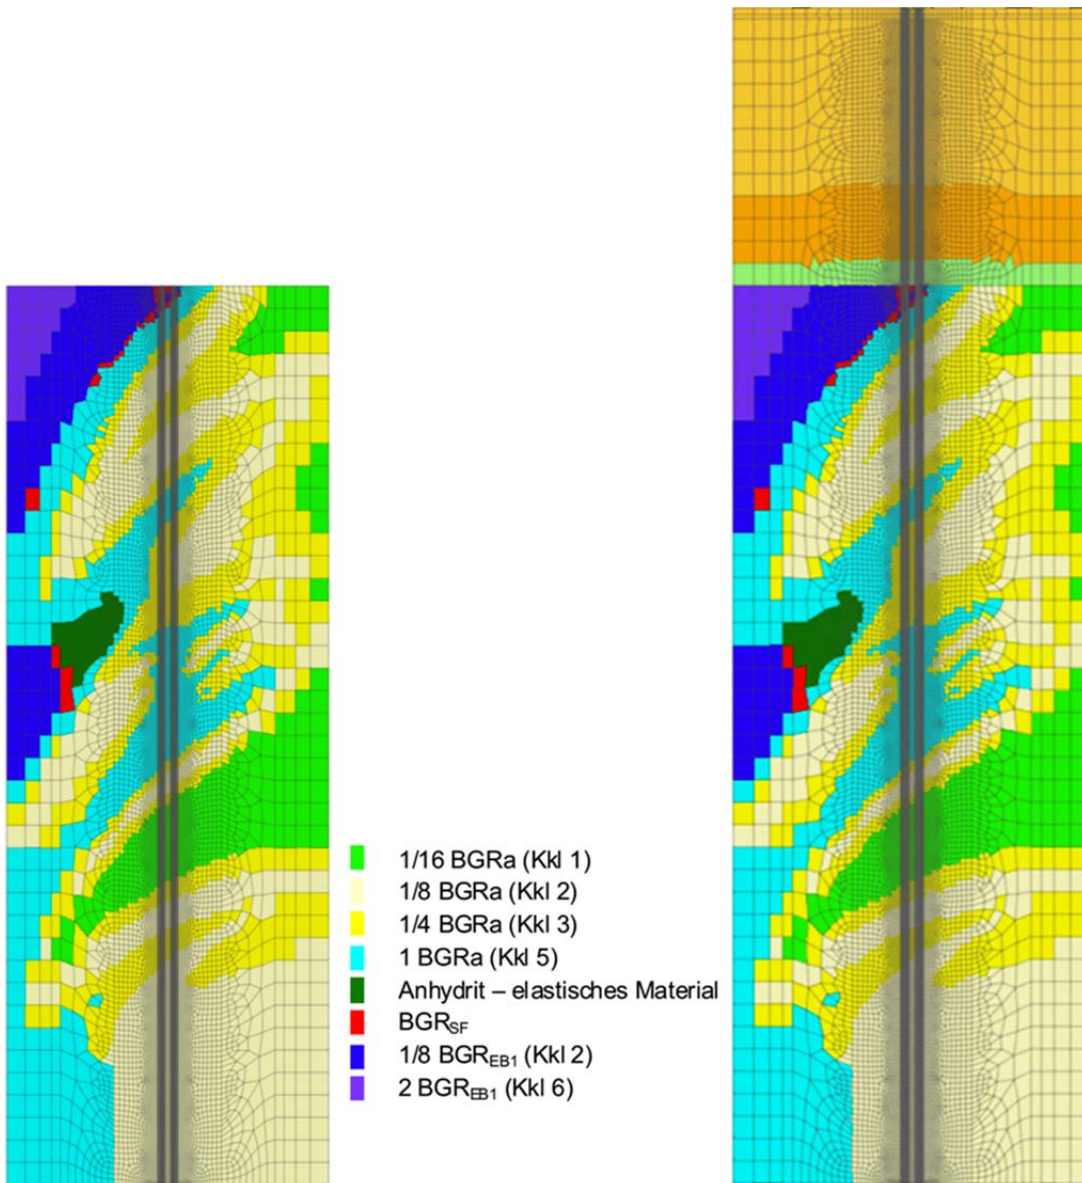 1/16 BGRa (Kkl 1)
1/8 BGRa (Kkl 2)
1/4 BGRa (Kkl 3)
1 BGRa (Kkl 5)
Anhydrit – elastisches Material
BGRSF
1/8 BGREB1 (Kkl 2)
2 BGREB1 (Kkl 6)